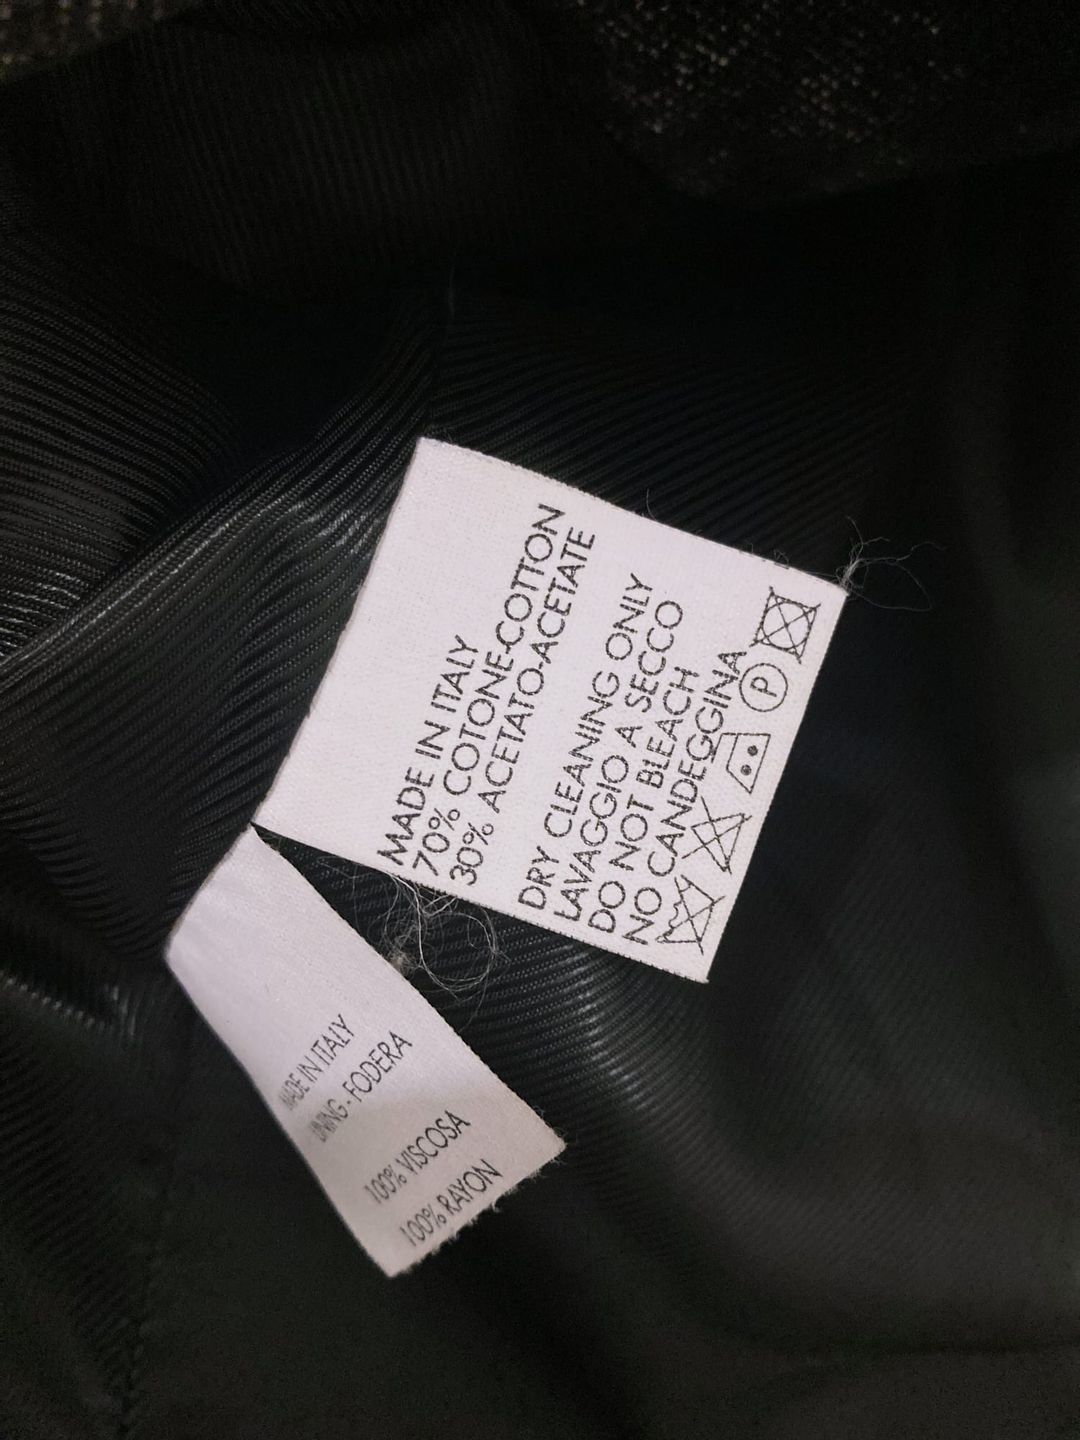 MADE IN ITALY
70% COTONE-COTTON
30% ACETATO-ACETATE
DRY CLEANING ONLY
LAVAGGIO A SECCO
DO NOT BLEACH
NO CANDEGGINA
P
MADE IN ITALY
LINING - FODERA
100% VISCOSA
100% RAYON